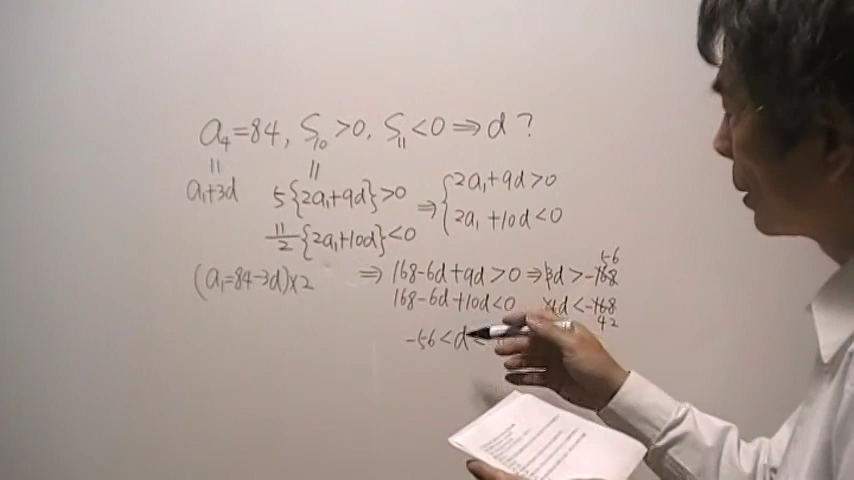 a₄=84, S₁₀>0, S₁₁<0⇒d?
a₁+3d
5{2a₁+9d}>0
11/2{2a₁+10d}<0
⇒{2a₁+9d>0
2a₁+10d<0
(a₁=84-3d)×2
⇒168-6d+9d>0⇒3d>-168
56
168-6d+10d<0 4d<-168
42
-56<d<